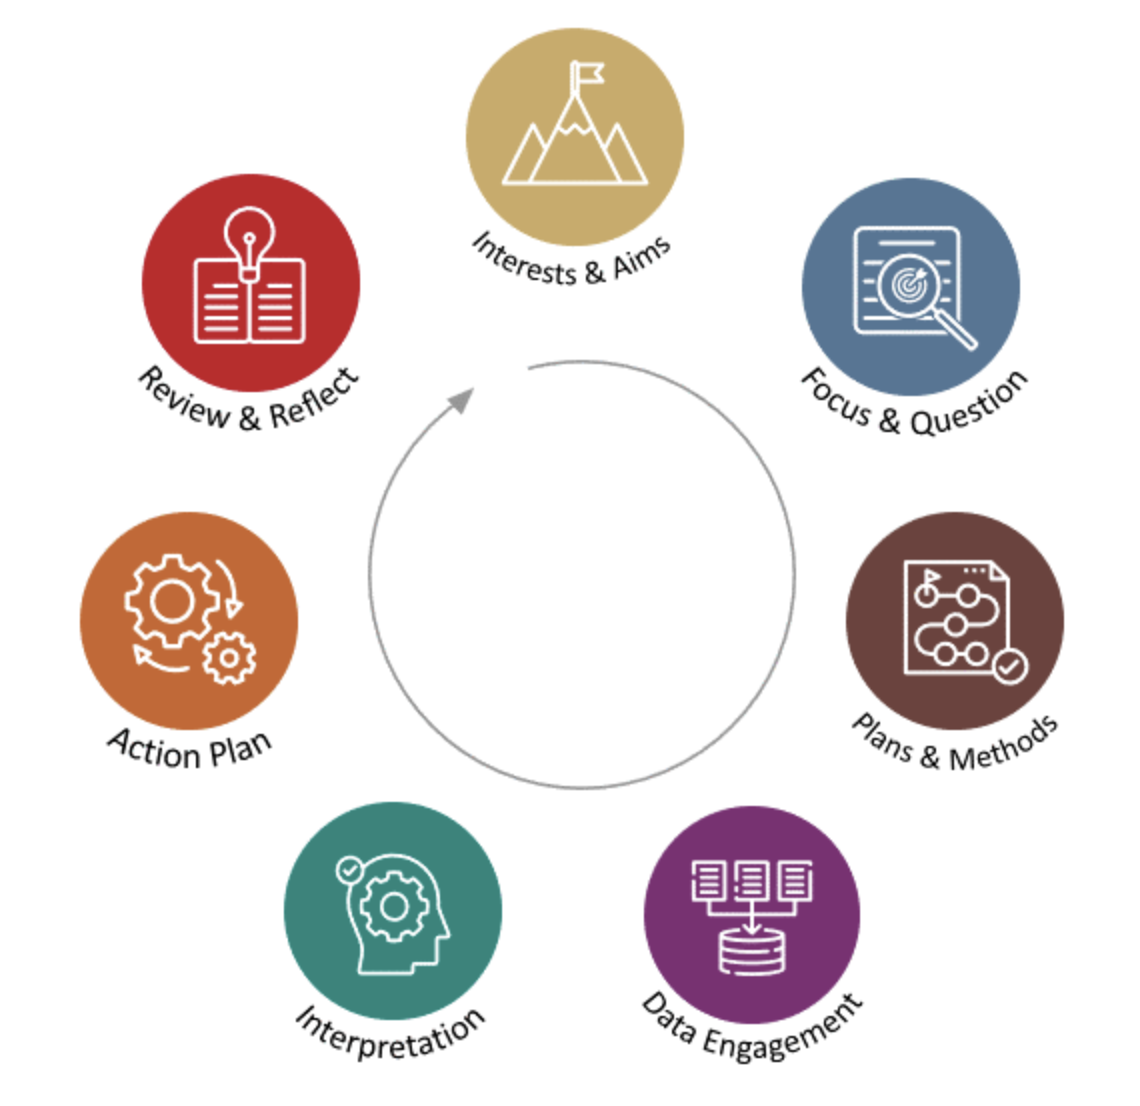 Interests & Aims
Focus & Question
Plans & Methods
Data Engagement
Interpretation
Action Plan
Review & Reflect